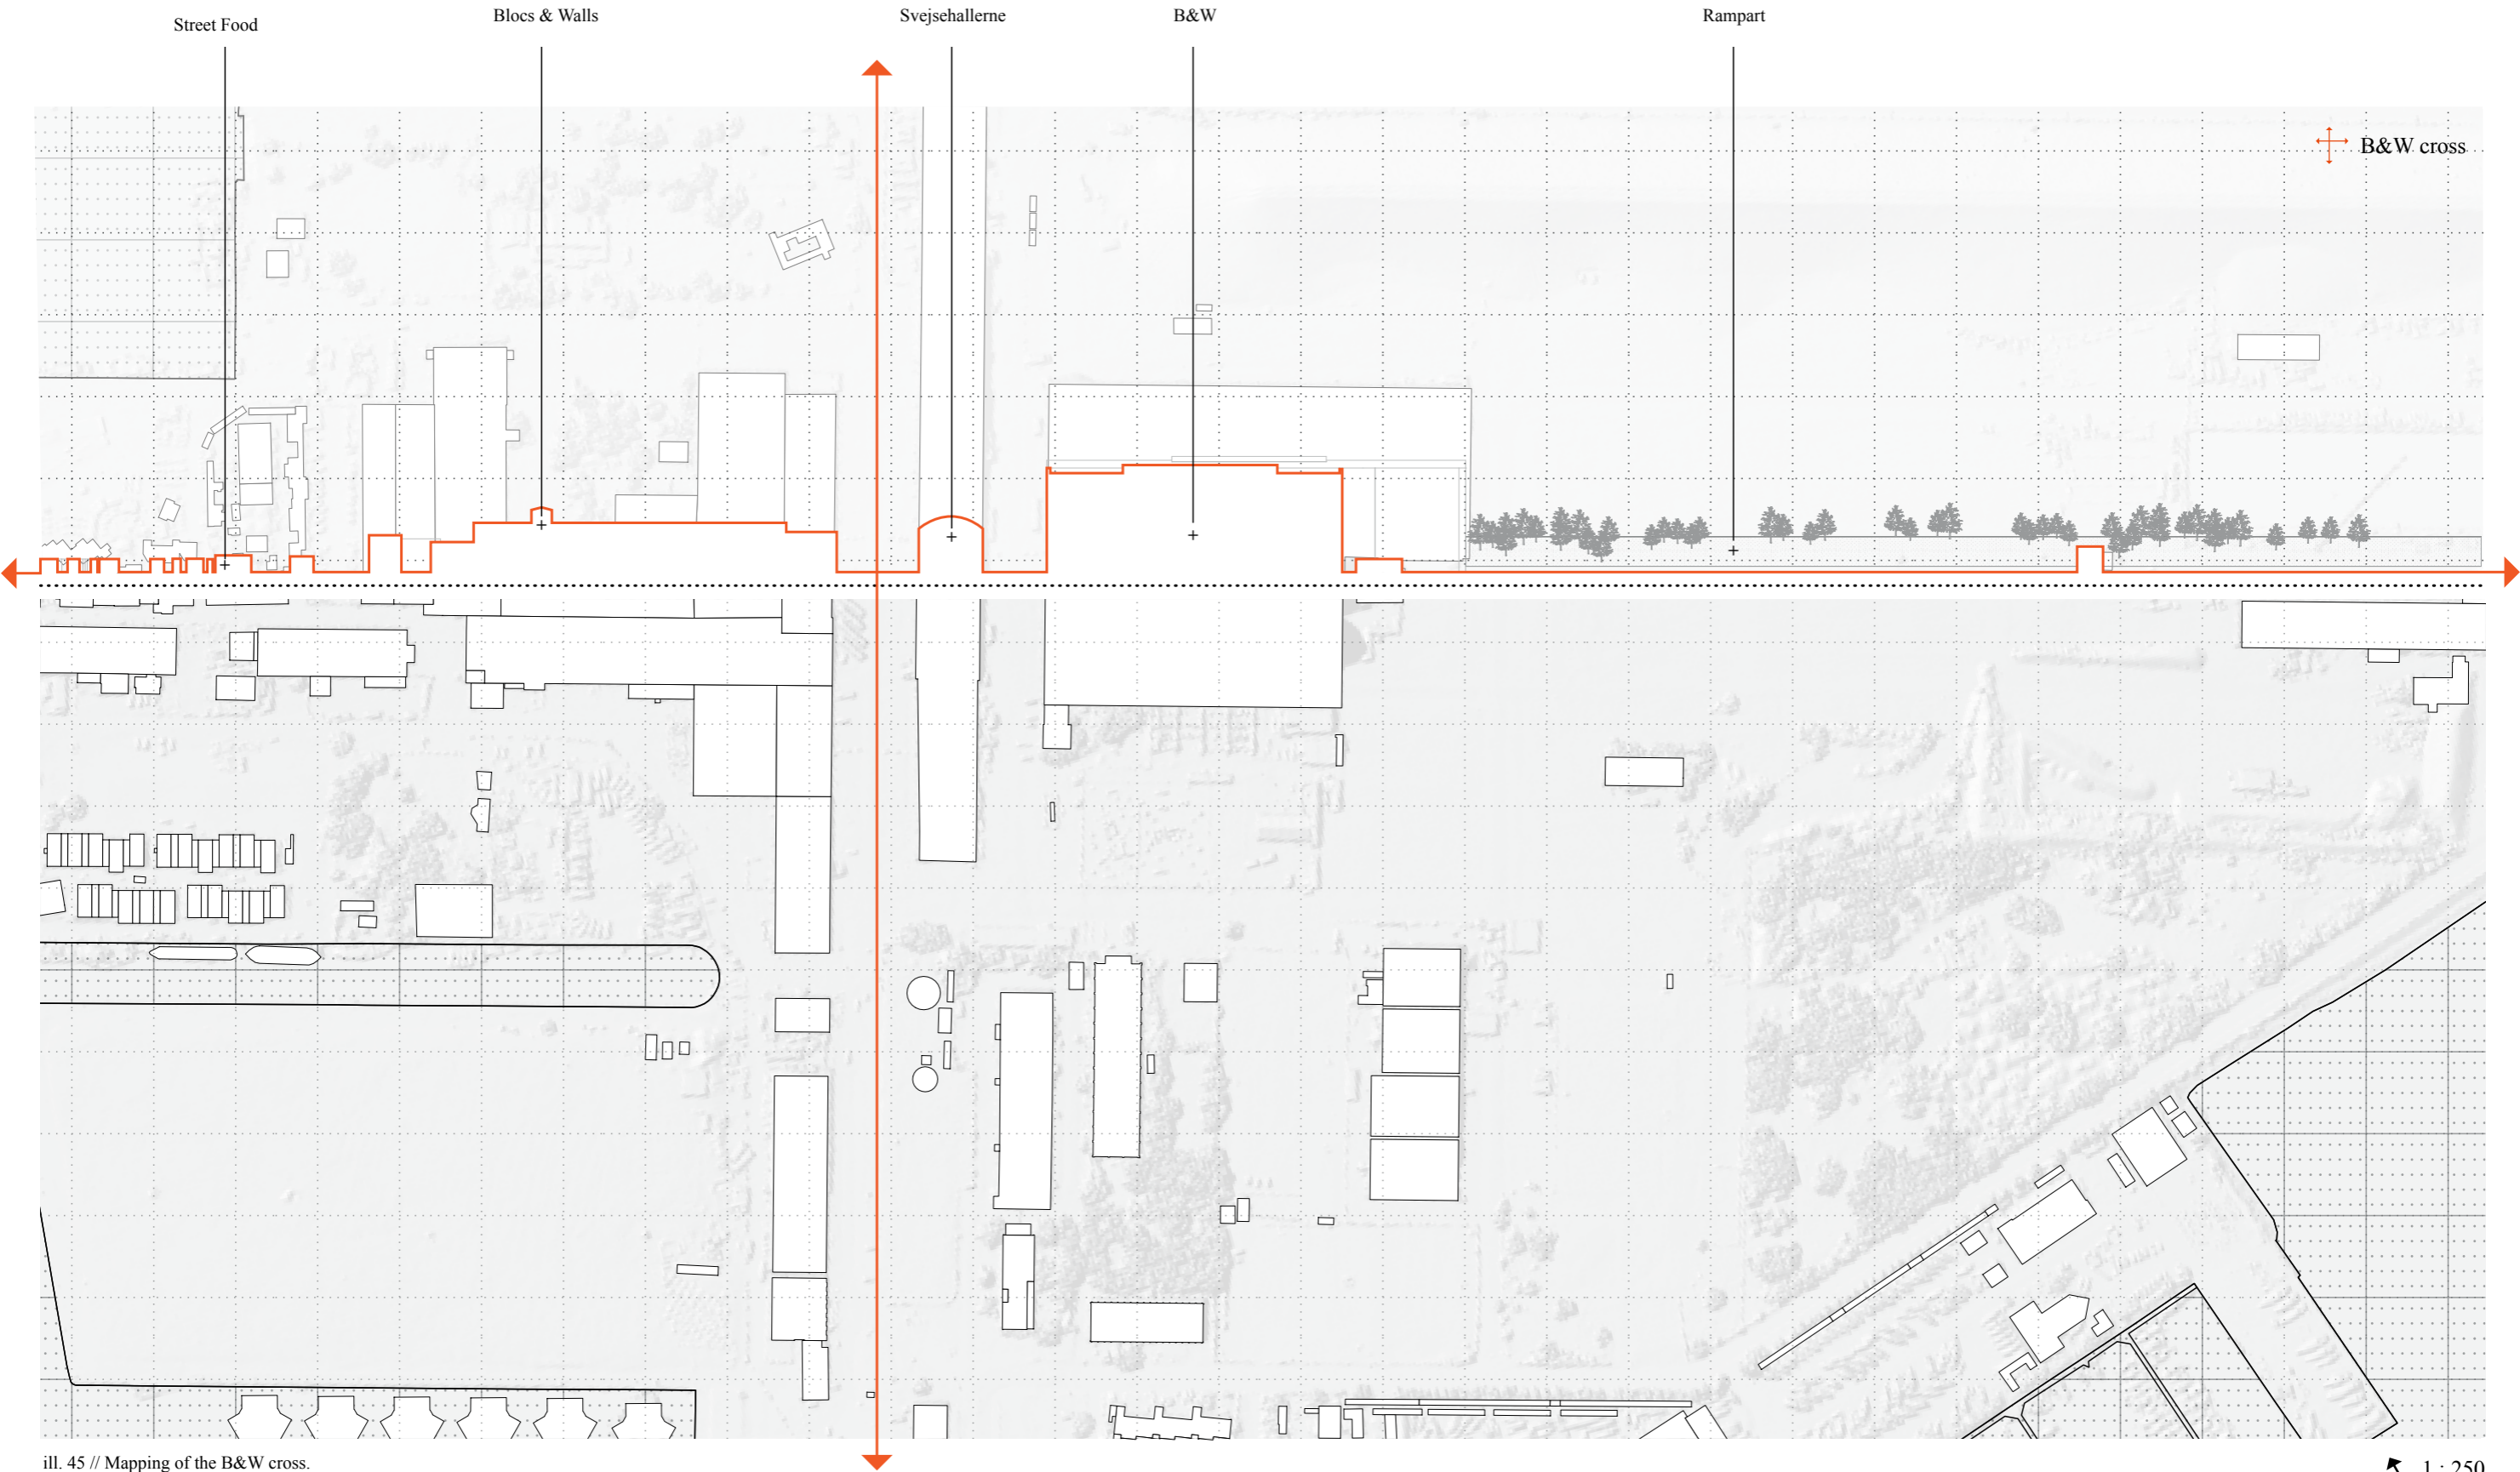 Street Food
Blocs & Walls
Svejsehallerne
B&W
Rampart
B&W cross
ill. 45 // Mapping of the B&W cross.
1 : 250